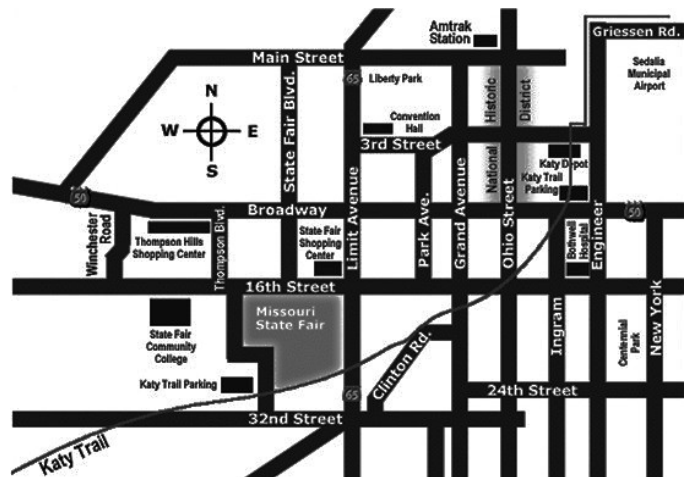 Amtrak
Station
Griessen Rd.
Main Street
Sedalia
Municipal
Airport
65
Liberty Park
N
W E
S
State Fair Blvd.
Historic
District
Convention
Hall
3rd Street
National
Katy Depot
Katy Trail
Parking
50
Broadway
50
Winchester
Road
Thompson Hills
Shopping Center
Thompson Blvd.
State Fair
Shopping
Center
Limit Avenue
Park Ave.
Grand Avenue
Ohio Street
Bothwell
Hospital
Engineer
16th Street
Missouri
State Fair
State Fair
Community
College
Clinton Rd.
Ingram
Centennial
Park
New York
Katy Trail Parking
65
24th Street
32nd Street
Katy Trail